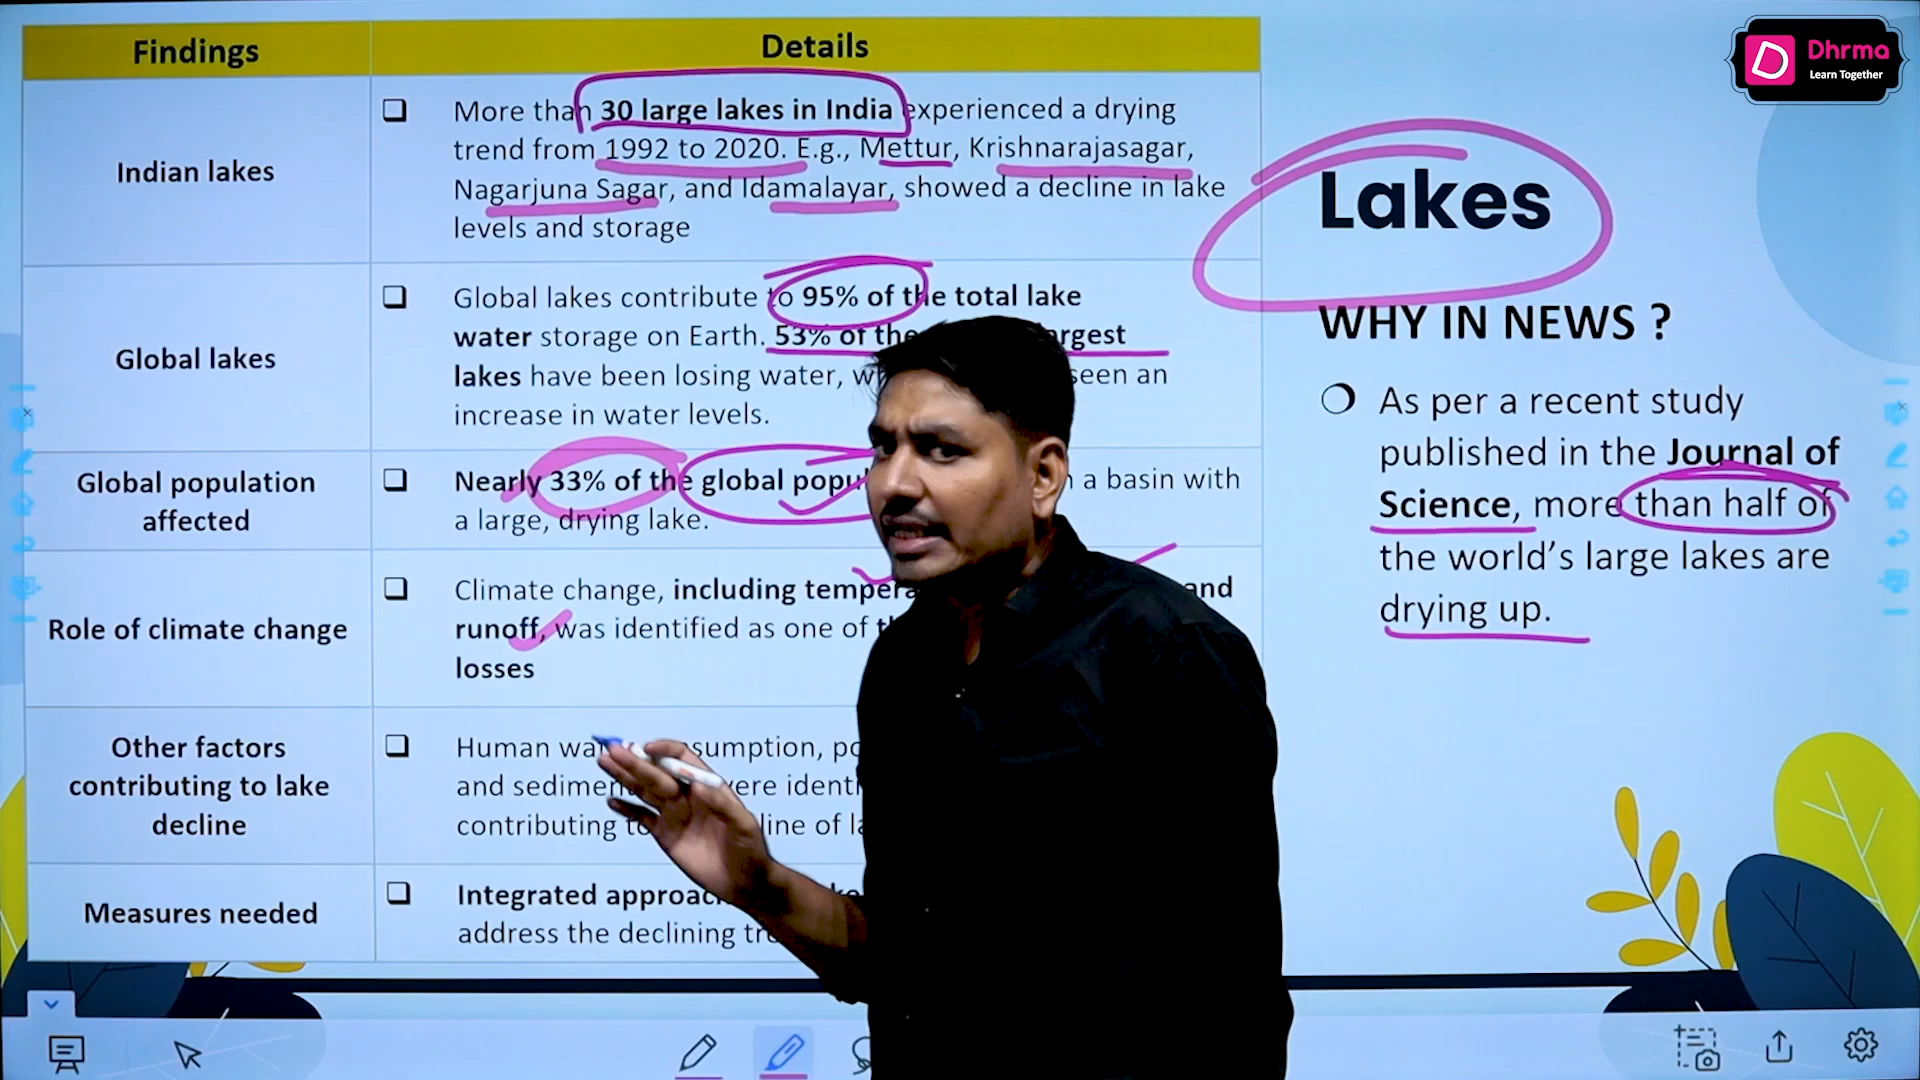 Findings
Details
Indian lakes
More than 30 large lakes in India experienced a drying
trend from 1992 to 2020. E.g., Mettur, Krishnarajasagar,
Nagarjuna Sagar, and Idamalayar, showed a decline in lake
levels and storage
Global lakes
Global lakes contribute to 95% of the total lake
water storage on Earth. 53% of the
argest
lakes have been losing water,
seen an
increase in water levels.
Global population
affected
Nearly 33% of the global
a basin with
a large, drying lake.
Role of climate change
Climate change, including
and
runoff, was identified as one of
losses
Other factors
contributing to lake
decline
Human
and
were
contributing
of
Measures needed
Integrated
address the declining
Dhrma
Learn Together
Lakes
WHY IN NEWS ?
As per a recent study
published in the Journal of
Science, more than half of
the world's large lakes are
drying up.